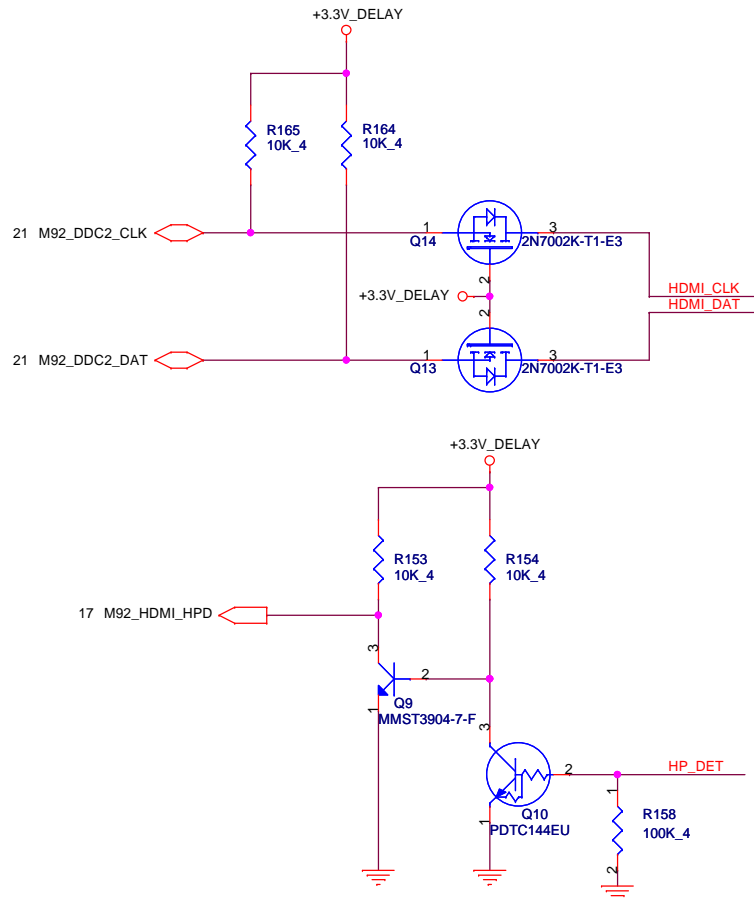 +3.3V_DELAY
R165
10K_4
R164
10K_4
21 M92_DDC2_CLK
1
3
Q14
2N7002K-T1-E3
2
+3.3V_DELAY
HDMI_CLK
HDMI_DAT
2
21 M92_DDC2_DAT
1
3
Q13
2N7002K-T1-E3
+3.3V_DELAY
R153
10K_4
R154
10K_4
17 M92_HDMI_HPD
3
2
Q9
1
MMST3904-7-F
3
2
HP_DET
1
Q10
PDTC144EU
1
R158
100K_4
2